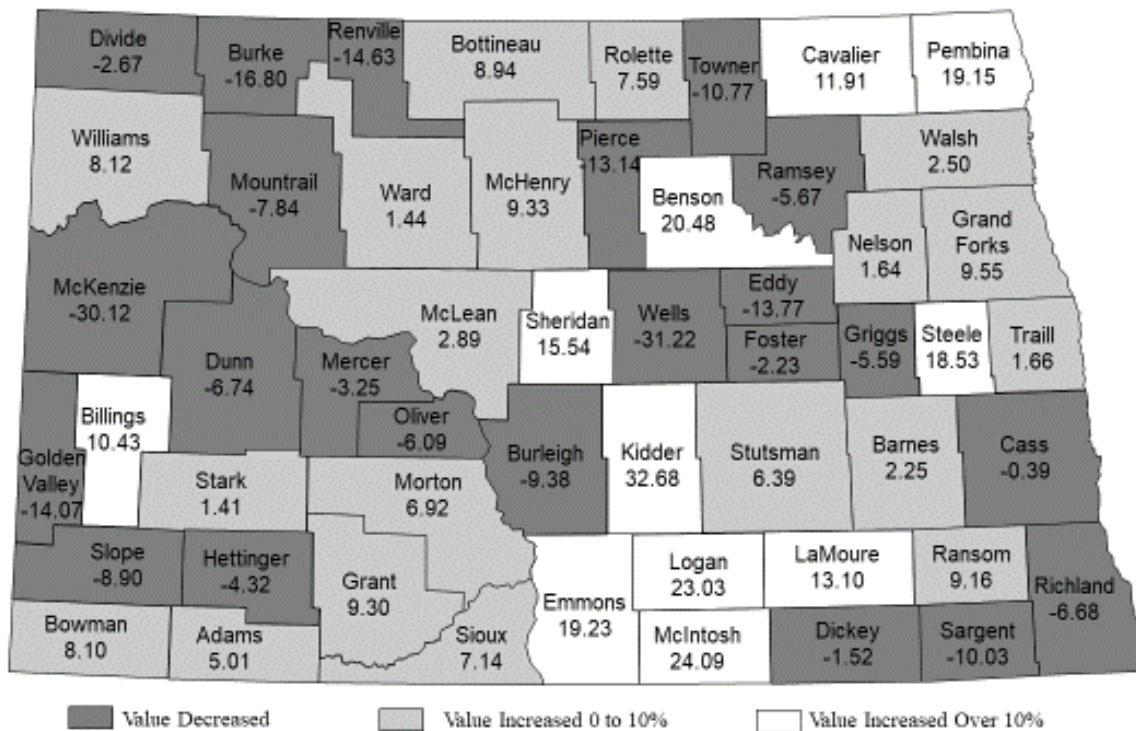 Divide
-2.67
Burke
-16.80
Renville
-14.63
Bottineau
8.94
Rolette
7.59
Towner
-10.77
Cavalier
11.91
Pembina
19.15
Williams
8.12
Mountrail
-7.84
Ward
1.44
McHenry
9.33
Pierce
-13.14
Benson
20.48
Ramsey
-5.67
Walsh
2.50
Nelson
1.64
Grand
Forks
9.55
McKenzie
-30.12
Dunn
-6.74
Mercer
-3.25
Oliver
-6.09
McLean
2.89
Sheridan
15.54
Wells
-31.22
Eddy
-13.77
Foster
-2.23
Griggs
-5.59
Steele
18.53
Traill
1.66
Golden
Valley
-14.07
Billings
10.43
Stark
1.41
Morton
6.92
Burleigh
-9.38
Kidder
32.68
Stutsman
6.39
Barnes
2.25
Cass
-0.39
Slope
-8.90
Hettinger
-4.32
Grant
9.30
Bowman
8.10
Adams
5.01
Sioux
7.14
Emmons
19.23
Logan
23.03
McIntosh
24.09
LaMoure
13.10
Dickey
-1.52
Ransom
9.16
Sargent
-10.03
Richland
-6.68
Value Decreased
Value Increased 0 to 10%
Value Increased Over 10%